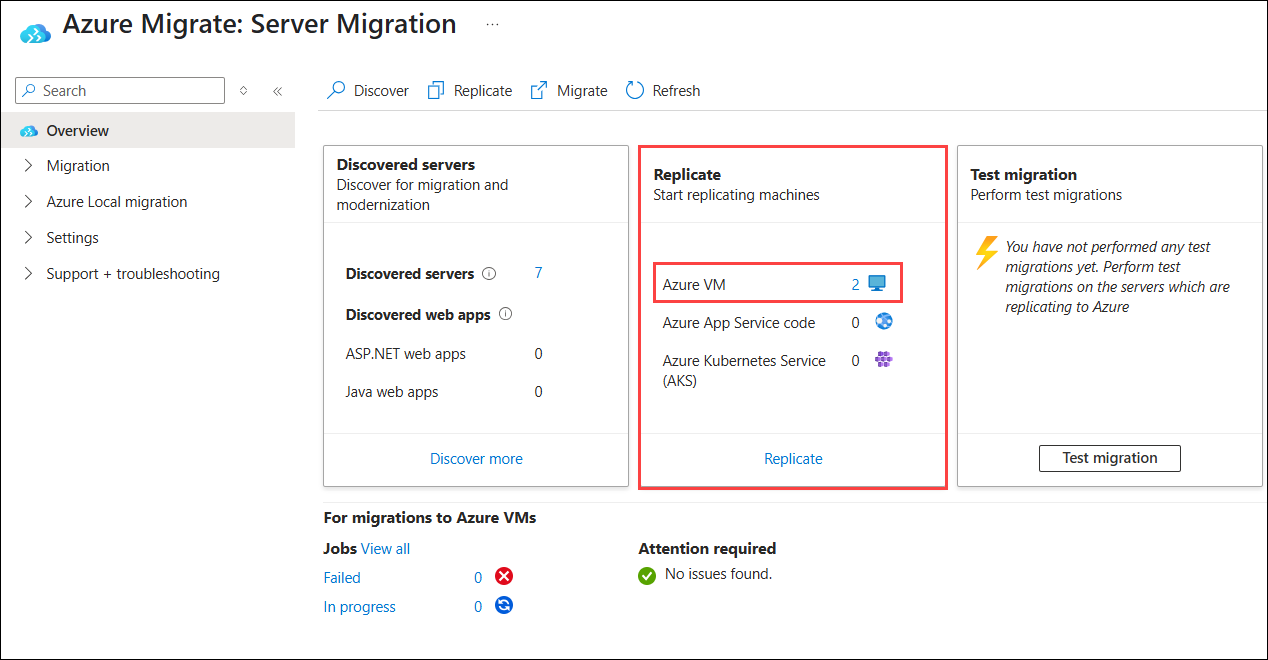 Azure Migrate: Server Migration ...
Search
Overview
Migration
Azure Local migration
Settings
Support + troubleshooting
Discover Replicate Migrate Refresh
Discovered servers
Discover for migration and
modernization
Discovered servers 7
Discovered web apps
ASP.NET web apps 0
Java web apps 0
Discover more
Replicate
Start replicating machines
Azure VM 2
Azure App Service code 0
Azure Kubernetes Service 0
(AKS)
Replicate
Test migration
Perform test migrations
You have not performed any test
migrations yet. Perform test
migrations on the servers which are
replicating to Azure
Test migration
For migrations to Azure VMs
Jobs View all
Failed 0
In progress 0
Attention required
No issues found.